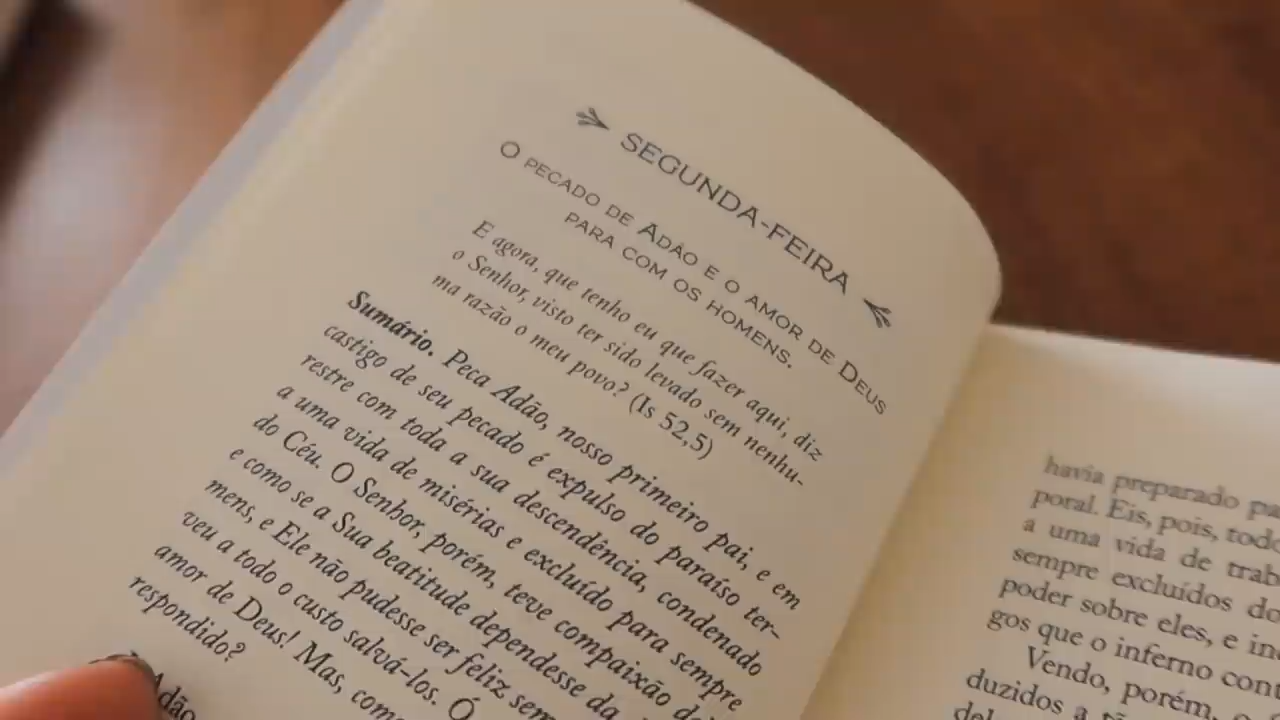 SEGUNDA-FEIRA
O PECADO DE ADÃO E O AMOR DE DEUS
PARA COM OS HOMENS.
E agora, que tenho eu que fazer aqui, diz
o Senhor, visto ter sido levado sem nenhu-
ma razão o meu povo? (Is 52,5)
Sumário. Peca Adão, nosso primeiro pai, e em
castigo de seu pecado é expulso do paraíso ter-
restre com toda a sua descendência, condenado
a uma vida de misérias e excluído para sempre
do Céu. O Senhor, porém, teve compaixão
e como se a Sua beatitude dependesse da
mens, e Ele não pudesse ser feliz sem
veu a todo o custo salvá-los. Ó
amor de Deus! Mas, como
respondido?
Adão
havia preparado
poral. Eis, pois,
a uma vida de
sempre excluídos
poder sobre eles, e
gos que o inferno
Vendo, porém,
duzidos a